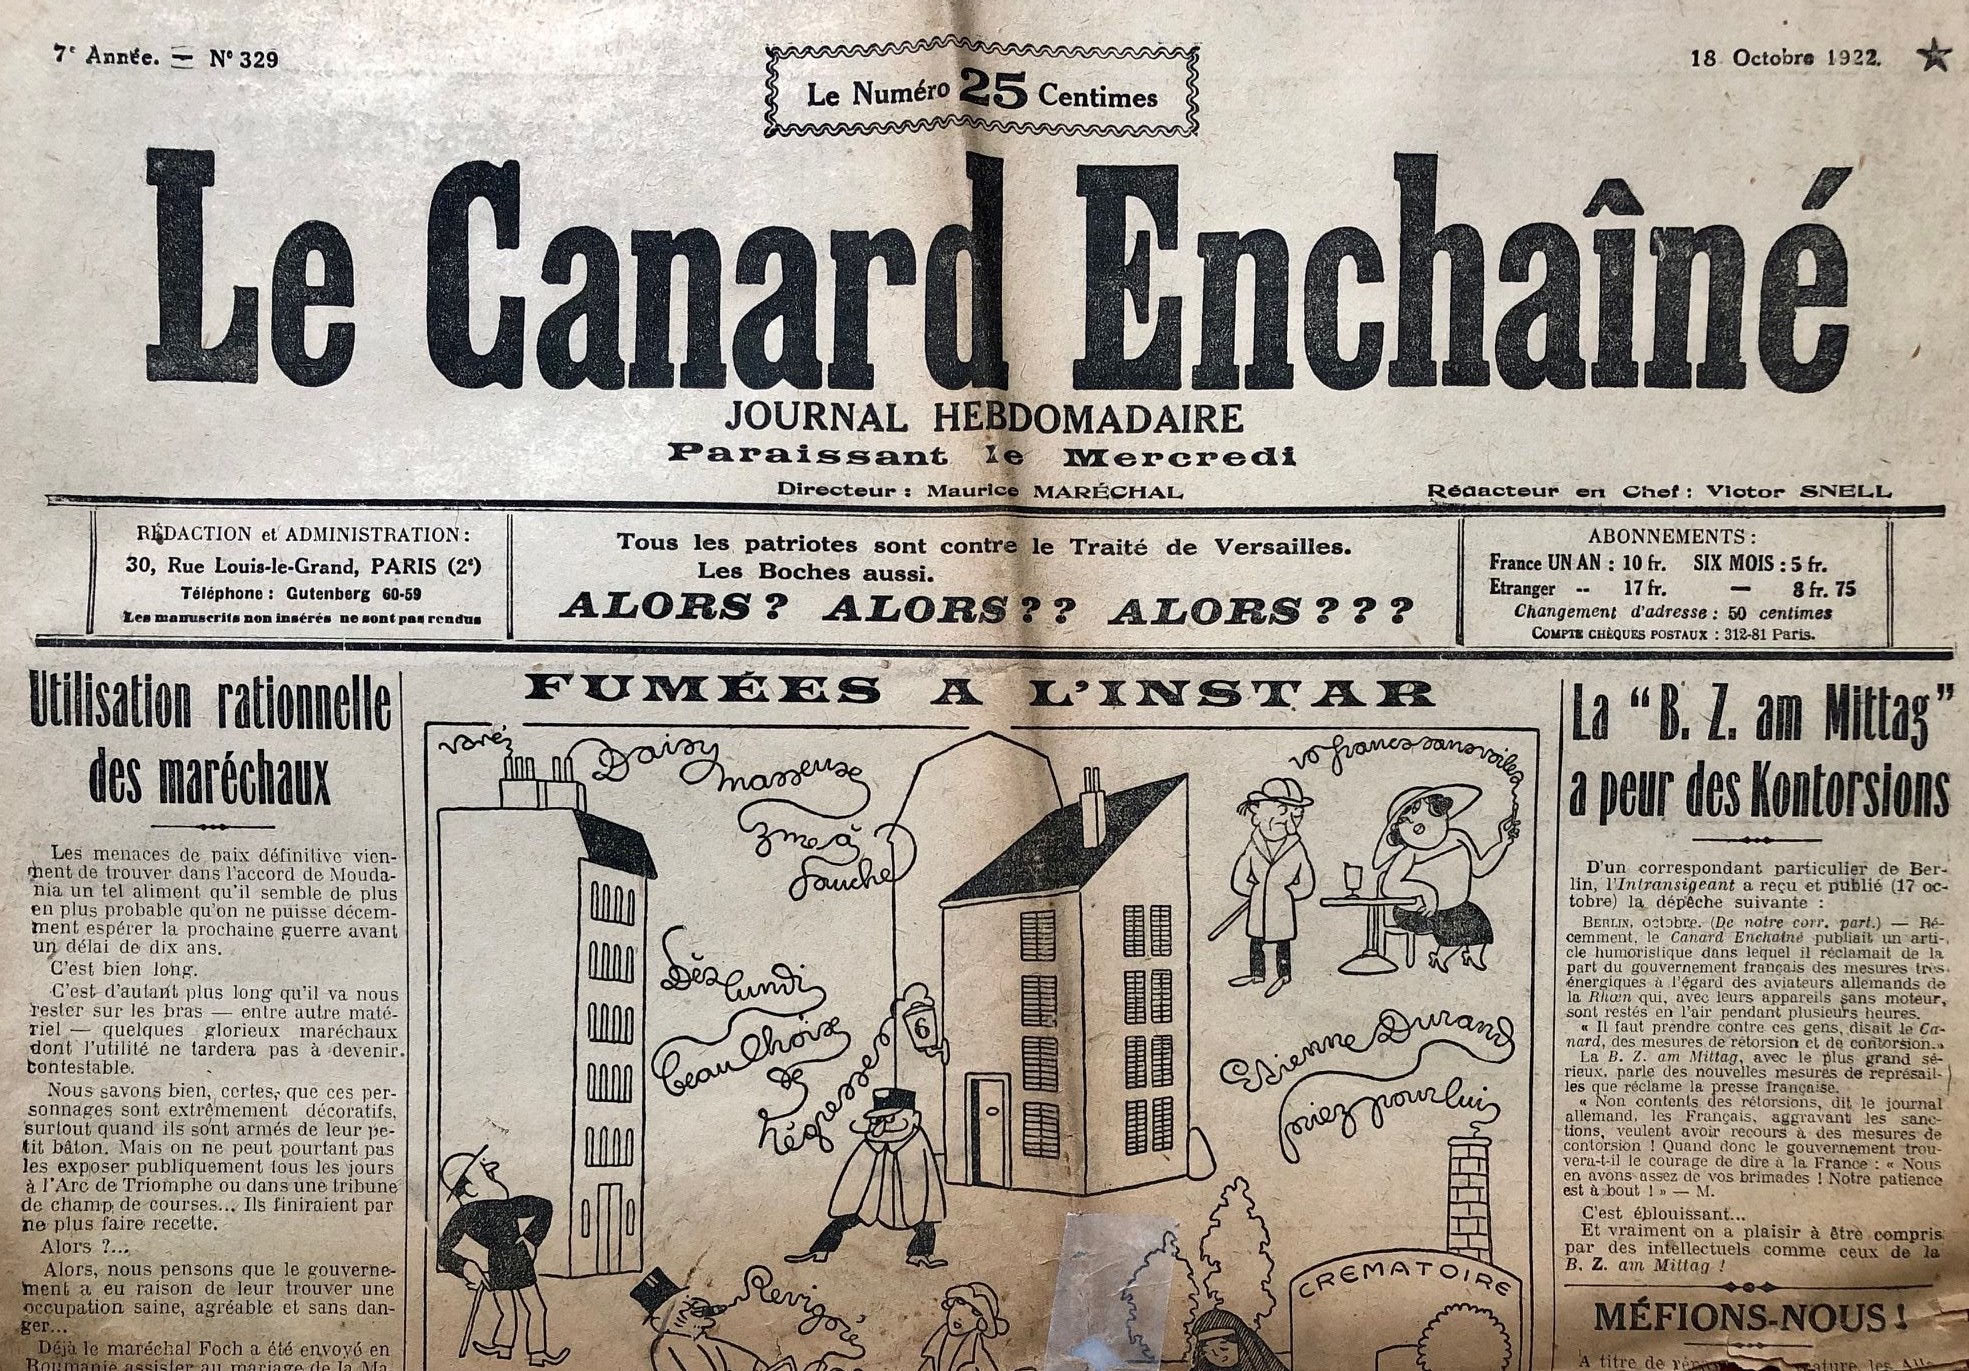 7e Année. — No 329
18 Octobre 1922.
Le Numéro 25 Centimes
Le Canard Enchaîné
JOURNAL HEBDOMADAIRE
Paraissant le Mercredi
Directeur : Maurice MARÉCHAL
Rédacteur en Chef : Victor SNELL
RÉDACTION et ADMINISTRATION :
30, Rue Louis-le-Grand, PARIS (2e)
Téléphone : Gutenberg 60-59
Les manuscrits non insérés ne sont pas rendus
Tous les patriotes sont contre le Traité de Versailles.
Les Boches aussi.
ALORS ? ALORS ?? ALORS ???
ABONNEMENTS :
France UN AN : 10 fr. SIX MOIS : 5 fr.
Etranger -- 17 fr. — 8 fr. 75
Changement d'adresse : 50 centimes
COMPTE CHÈQUES POSTAUX : 312-81 Paris.
Utilisation rationnelle
des maréchaux
Les menaces de paix définitive vien-
nent de trouver dans l'accord de Mouda-
nia un tel aliment qu'il semble de plus
en plus probable qu'on ne puisse décem-
ment espérer la prochaine guerre avant
un délai de dix ans.
C'est bien long.
C'est d'autant plus long qu'il va nous
rester sur les bras — entre autre maté-
riel — quelques glorieux maréchaux
dont l'utilité ne tardera pas à devenir
contestable.
Nous savons bien, certes, que ces per-
sonnages sont extrêmement décoratifs,
surtout quand ils sont armés de leur pe-
tit bâton. Mais on ne peut pourtant pas
les exposer publiquement tous les jours
à l'Arc de Triomphe ou dans une tribune
de champ de courses... Ils finiraient par
ne plus faire recette.
Alors ?...
Alors, nous pensons que le gouverne-
ment a eu raison de leur trouver une
occupation saine, agréable et sans dan-
ger...
Déjà le maréchal Foch a été envoyé en
Roumanie assister au mariage de la Ma-
FUMÉES A L'INSTAR
Daisy
masseuse
3me à
Gauche
10 francs sans voiles
Dès
lundi
beau choix
de
6
Etienne Durand
priez pour lui
CREMATOIRE
La "B. Z. am Mittag"
a peur des Kontorsions
D'un correspondant particulier de Ber-
lin, l'Intransigeant a reçu et publié (17 oc-
tobre) la dépêche suivante :
BERLIN, octobre. (De notre corr. part.) — Ré-
cemment, le Canard Enchaîné publiait un arti-
cle humoristique dans lequel il réclamait de la
part du gouvernement français des mesures très
énergiques à l'égard des aviateurs allemands de
la Rhœn qui, avec leurs appareils sans moteur,
sont restés en l'air pendant plusieurs heures.
« Il faut prendre contre ces gens, disait le Ca-
nard, des mesures de rétorsion et de contorsion. »
La B. Z. am Mittag, avec le plus grand sé-
rieux, parle des nouvelles mesures de représail-
les que réclame la presse française.
« Non contents des rétorsions, dit le journal
allemand, les Français, aggravant les sanc-
tions, veulent avoir recours à des mesures de
contorsion ! Quand donc le gouvernement trou-
vera-t-il le courage de dire à la France : « Nous
en avons assez de vos brimades ! Notre patience
est à bout ! » — M.
C'est éblouissant...
Et vraiment on a plaisir à être compris
par des intellectuels comme ceux de la
B. Z. am Mittag !
MÉFIONS-NOUS !
A titre de